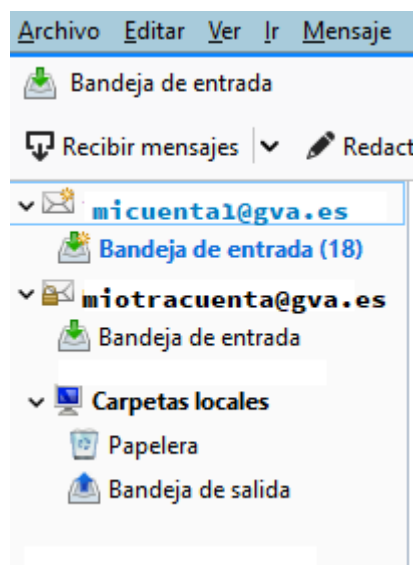 Archivo Editar Ver Ir Mensaje
Bandeja de entrada
Recibir mensajes Redact
micuenta1@gva.es
Bandeja de entrada (18)
miotracuenta@gva.es
Bandeja de entrada
Carpetas locales
Papelera
Bandeja de salida